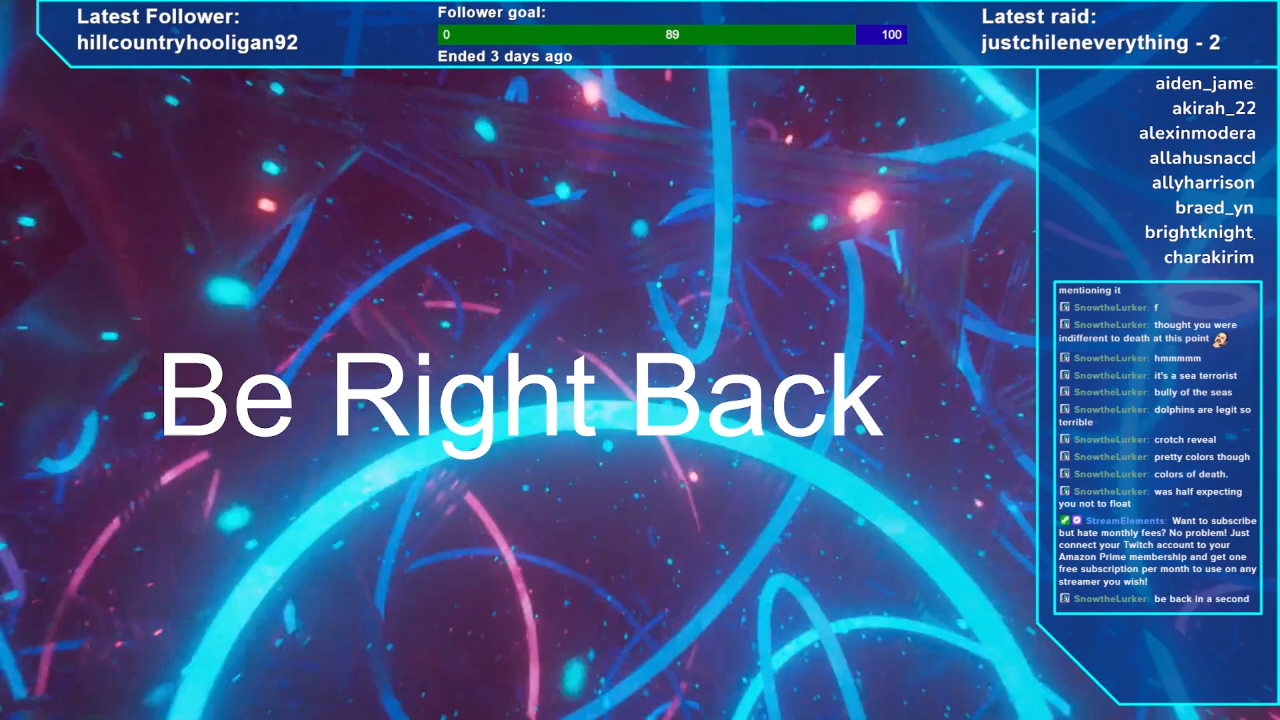 Latest Follower:
hillcountryhooligan92
Follower goal:
0 89 100
Ended 3 days ago
Latest raid:
justchileneverything - 2
aiden_jame
akirah_22
alexinmodera
allahusnaccl
allyharrison
braed_yn
brightknight_
charakirim
mentioning it
SnowtheLurker: f
SnowtheLurker: thought you were
indifferent to death at this point
SnowtheLurker: hmmmmm
SnowtheLurker: it's a sea terrorist
SnowtheLurker: bully of the seas
SnowtheLurker: dolphins are legit so
terrible
SnowtheLurker: crotch reveal
SnowtheLurker: pretty colors though
SnowtheLurker: colors of death.
SnowtheLurker: was half expecting
you not to float
StreamElements: Want to subscribe
but hate monthly fees? No problem! Just
connect your Twitch account to your
Amazon Prime membership and get one
free subscription per month to use on any
streamer you wish!
SnowtheLurker: be back in a second
Be Right Back